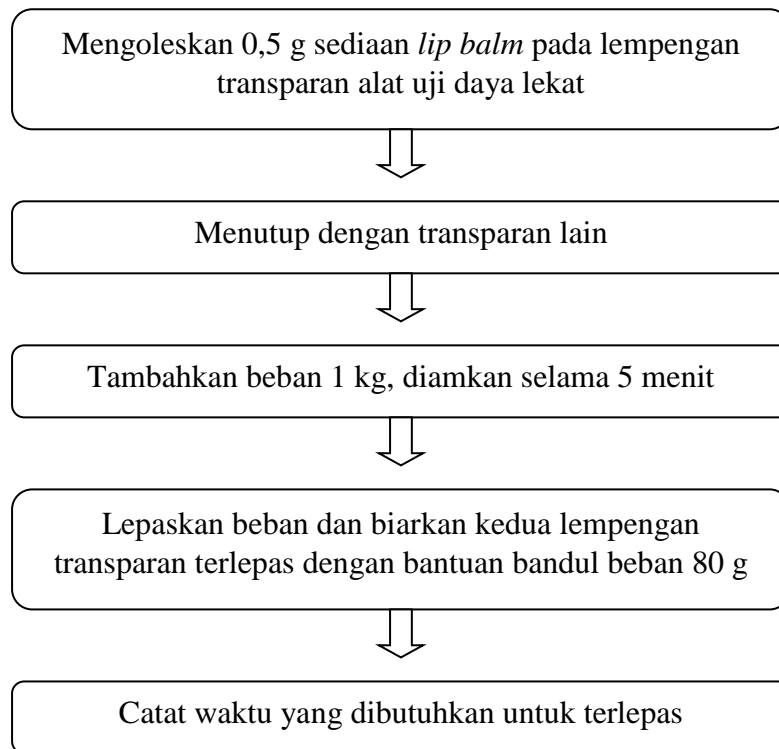 Mengoleskan 0,5 g sediaan lip balm pada lempengan
transparan alat uji daya lekat
Menutup dengan transparan lain
Tambahkan beban 1 kg, diamkan selama 5 menit
Lepaskan beban dan biarkan kedua lempengan
transparan terlepas dengan bantuan bandul beban 80 g
Catat waktu yang dibutuhkan untuk terlepas